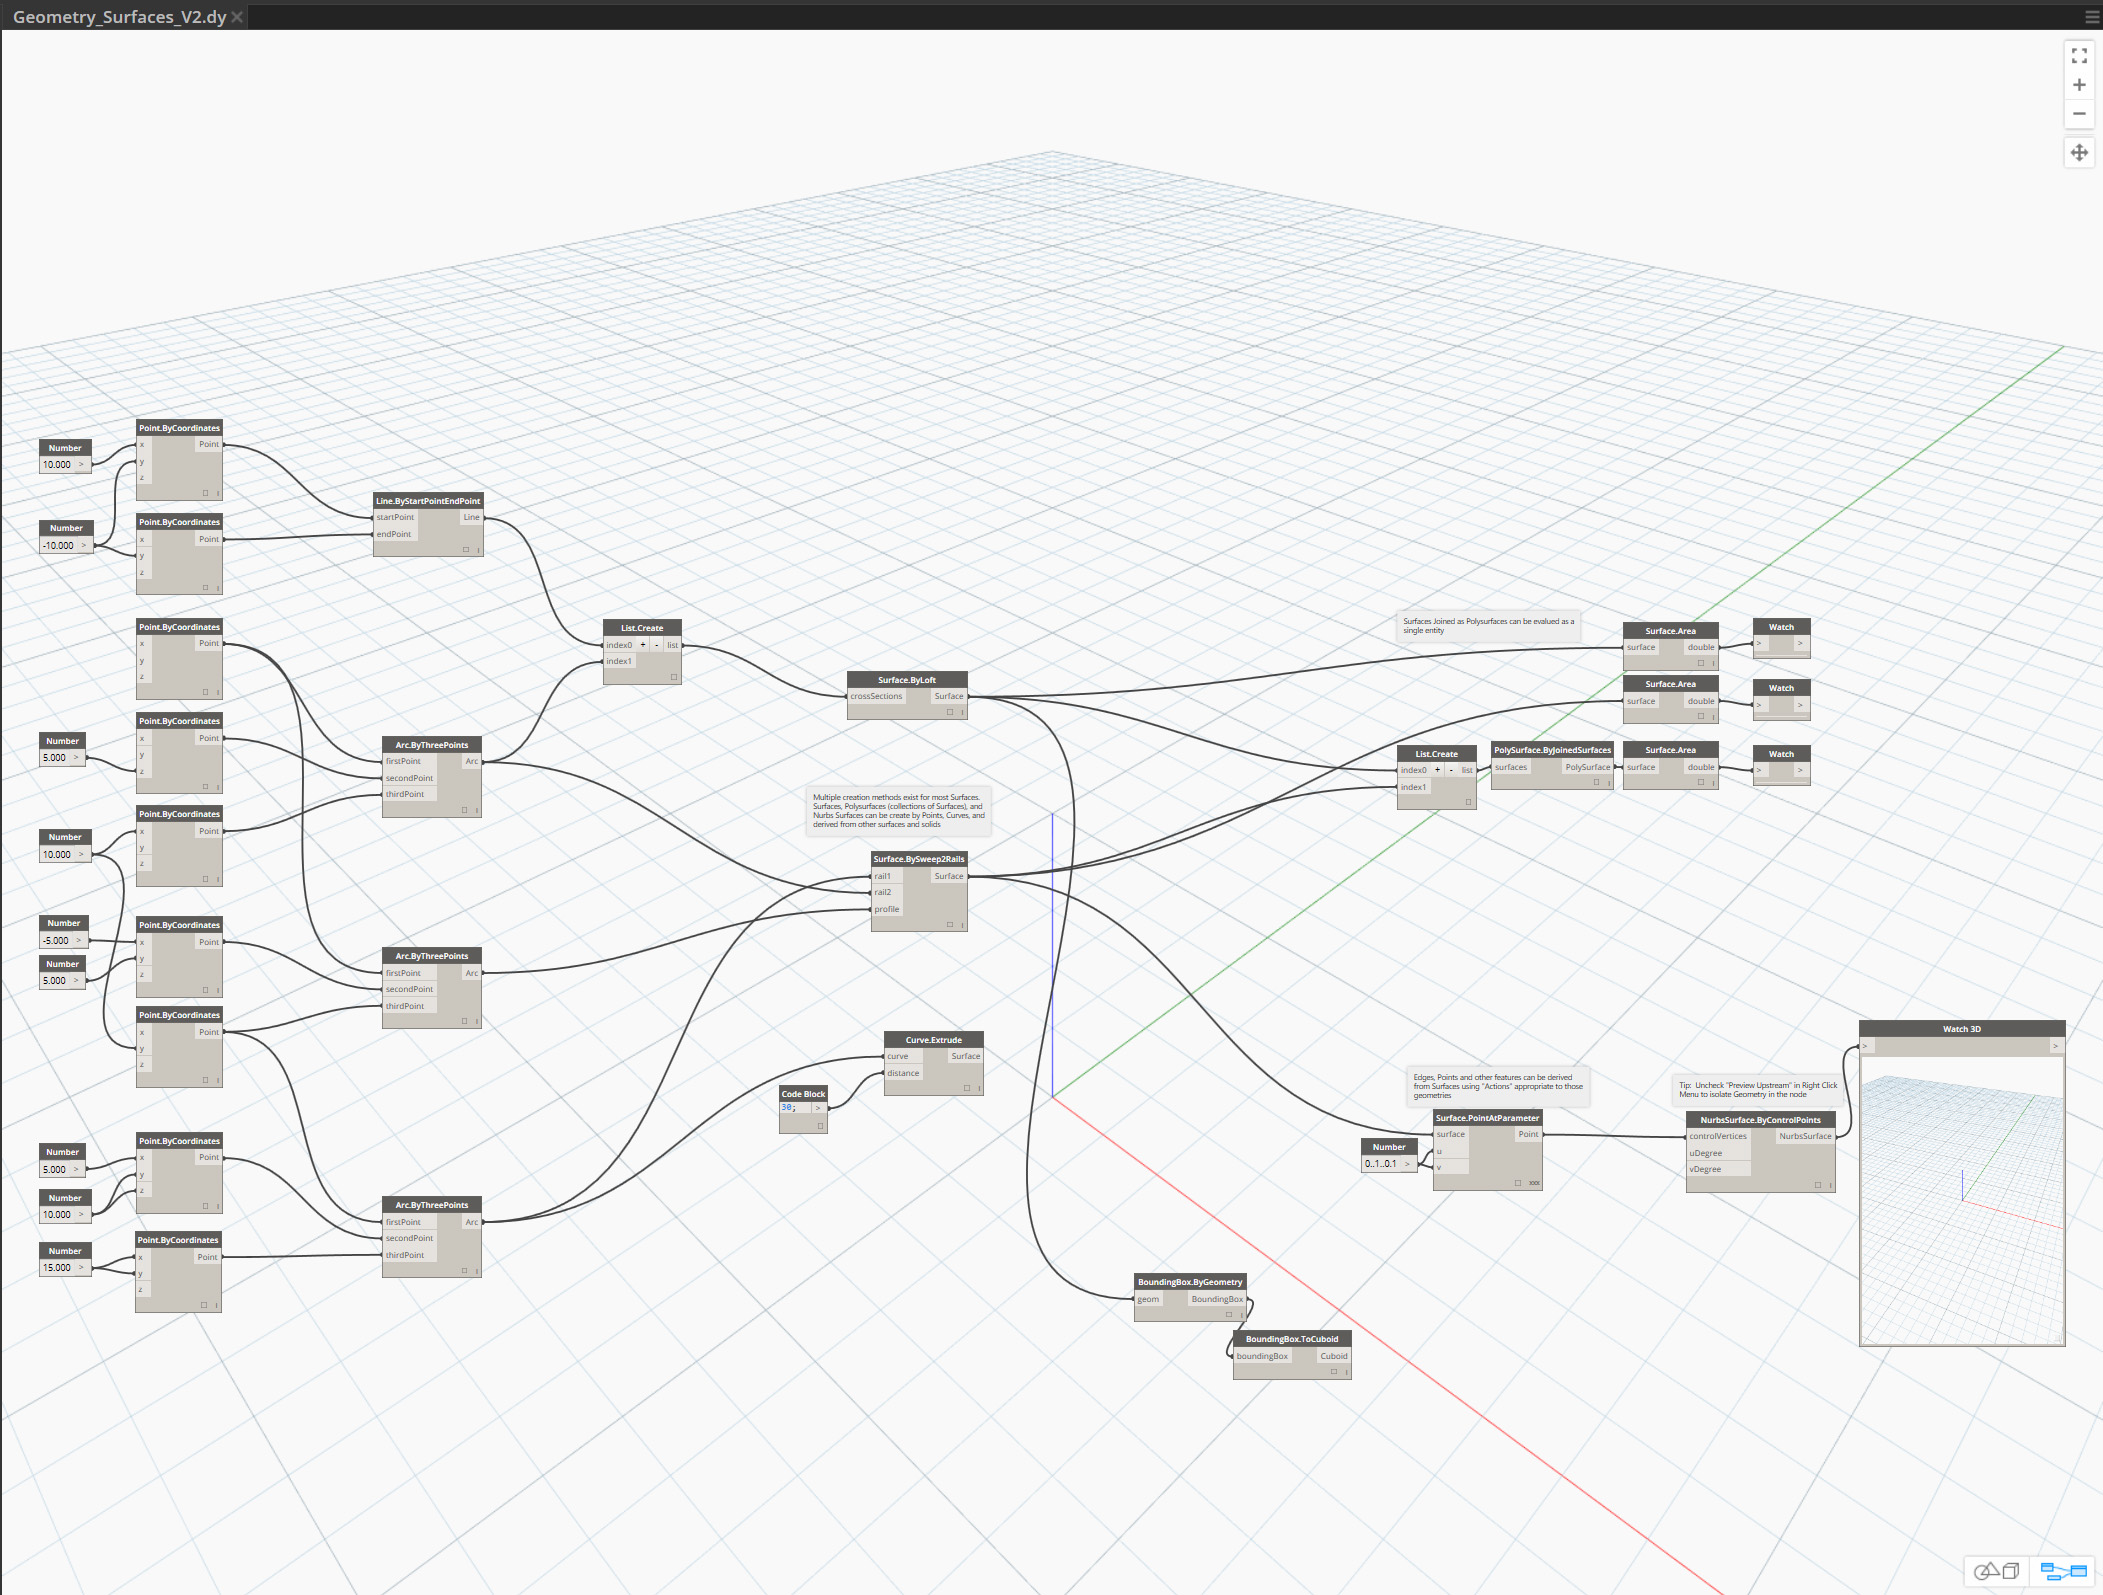 Geometry_Surfaces_V2.dy
Point.ByCoordinates
x Point
y
z
Number
10.000 >
Number
-10.000 >
Point.ByCoordinates
x Point
y
z
Line.ByStartPointEndPoint
startPoint Line
endPoint
Point.ByCoordinates
x Point
y
z
List.Create
index0 + - list
index1
Point.ByCoordinates
x Point
y
z
Number
5.000 >
Arc.ByThreePoints
firstPoint Arc
secondPoint
thirdPoint
Point.ByCoordinates
x Point
y
z
Number
10.000 >
Number
-5.000 >
Number
5.000 >
Point.ByCoordinates
x Point
y
z
Arc.ByThreePoints
firstPoint Arc
secondPoint
thirdPoint
Point.ByCoordinates
x Point
y
z
Number
5.000 >
Number
10.000 >
Point.ByCoordinates
x Point
y
z
Arc.ByThreePoints
firstPoint Arc
secondPoint
thirdPoint
Number
15.000 >
Point.ByCoordinates
x Point
y
z
Surface.ByLoft
crossSections Surface
Multiple creation methods exist for most Surfaces.
Surfaces, Polysurfaces (collections of Surfaces), and
Nurbs Surfaces can be create by Points, Curves, and
derived from other surfaces and solids
Surface.BySweep2Rails
rail1 Surface
rail2
profile
Curve.Extrude
curve Surface
distance
Code Block
30; >
BoundingBox.ByGeometry
geom BoundingBox
BoundingBox.ToCuboid
boundingBox Cuboid
Surfaces Joined as Polysurfaces can be evalued as a
single entity
Surface.Area
surface double
Watch
> >
Surface.Area
surface double
Watch
> >
List.Create
index0 + - list
index1
PolySurface.ByJoinedSurfaces
surfaces PolySurface
Surface.Area
surface double
Watch
> >
Edges, Points and other features can be derived
from Surfaces using "Actions" appropriate to those
geometries
Surface.PointAtParameter
surface Point
u
v
xxx
Number
0..1..0.1 >
Tip: Uncheck "Preview Upstream" in Right Click
Menu to isolate Geometry in the node
NurbsSurface.ByControlPoints
controlVertices NurbsSurface
uDegree
vDegree
Watch 3D
> >